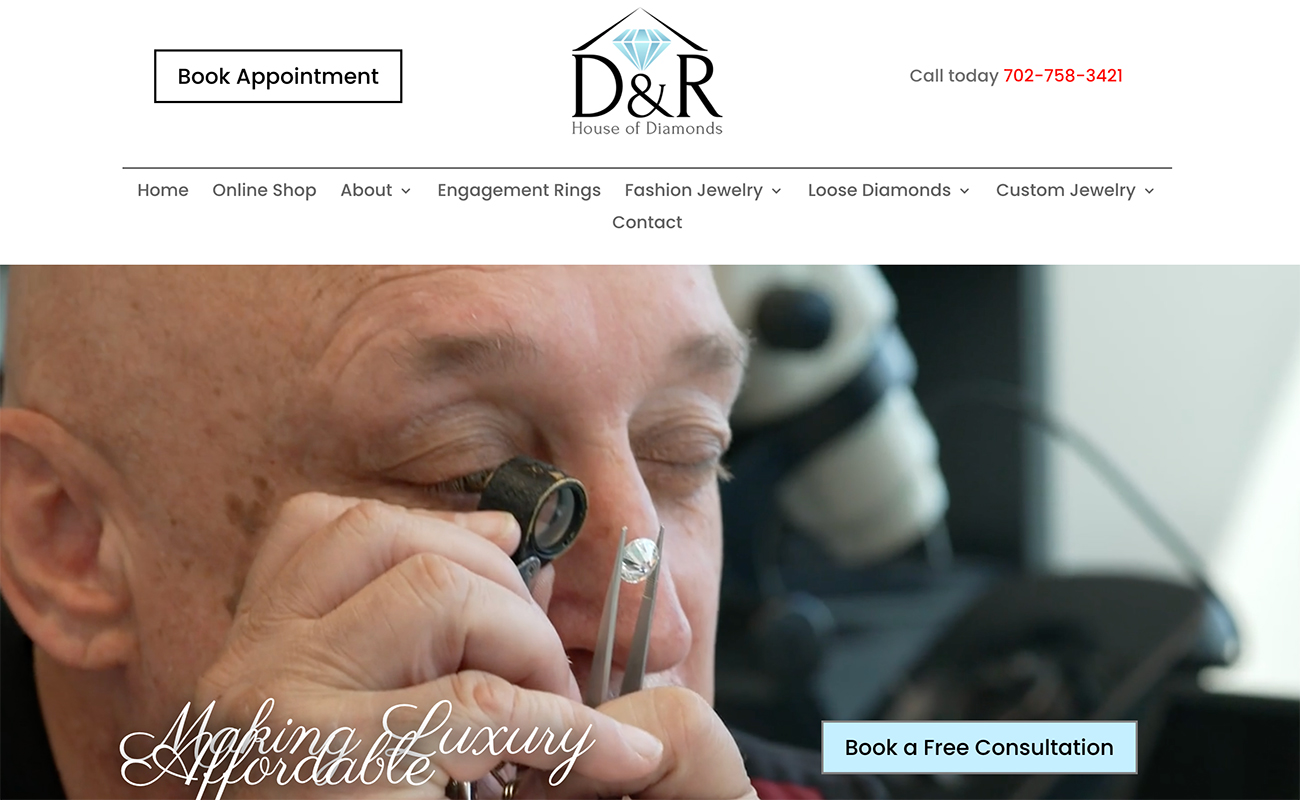 Book Appointment
D&R
House of Diamonds
Call today 702-758-3421
Home Online Shop About Engagement Rings Fashion Jewelry Loose Diamonds Custom Jewelry
Contact
Making Luxury
Affordable
Book a Free Consultation